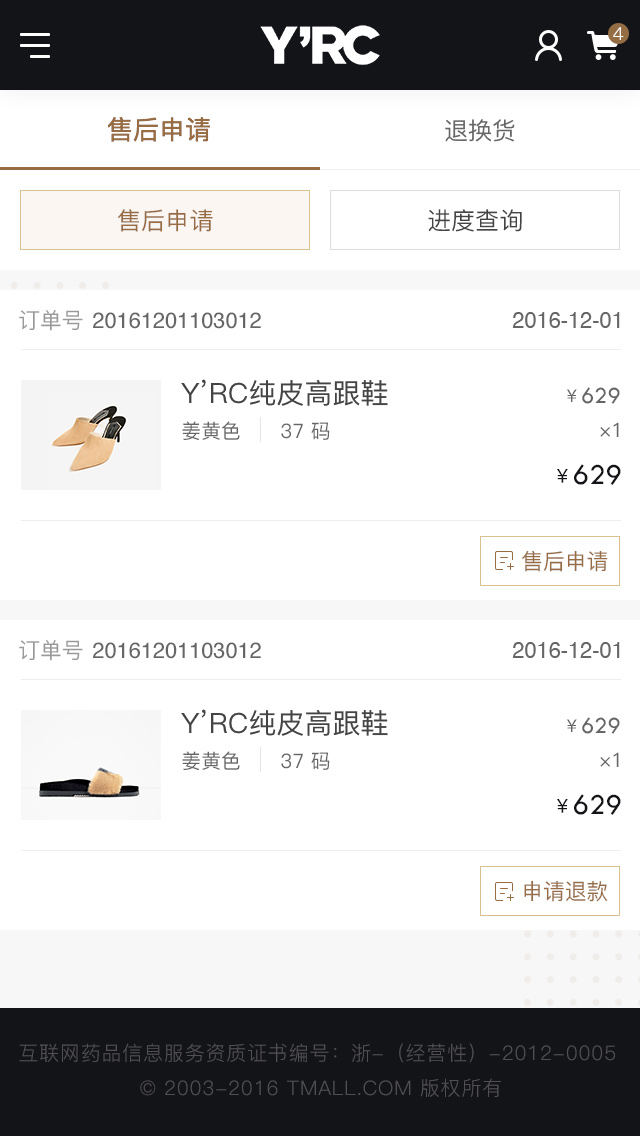 Y’RC
4
售后申请
退换货
售后申请
进度查询
订单号 20161201103012
2016-12-01
Y’RC纯皮高跟鞋
¥ 629
姜黄色
37 码
×1
¥ 629
售后申请
订单号 20161201103012
2016-12-01
Y’RC纯皮高跟鞋
¥ 629
姜黄色
37 码
×1
¥ 629
申请退款
互联网药品信息服务资质证书编号：浙-（经营性）-2012-0005
© 2003-2016 TMALL.COM 版权所有